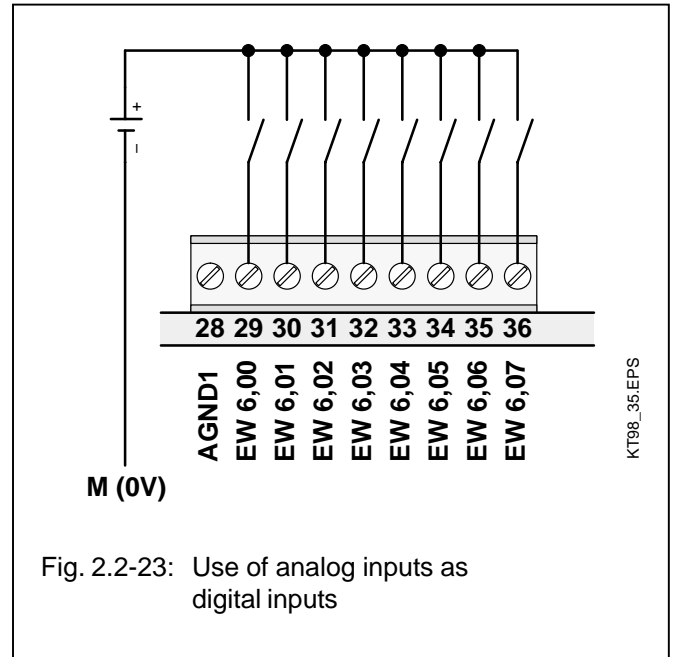 +
–
28 29 30 31 32 33 34 35 36
AGND1
EW 6,00
EW 6,01
EW 6,02
EW 6,03
EW 6,04
EW 6,05
EW 6,06
EW 6,07
M (0V)
KT98_35.EPS
Fig. 2.2-23: Use of analog inputs as
digital inputs